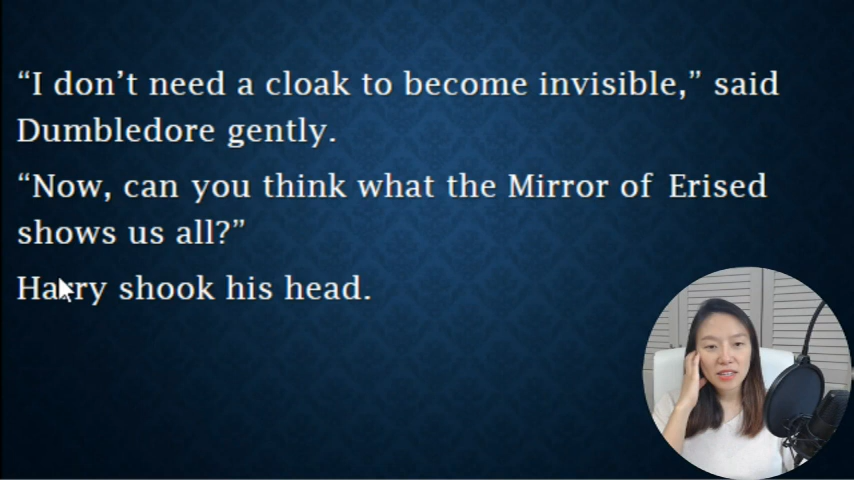 “I don’t need a cloak to become invisible,” said
Dumbledore gently.
“Now, can you think what the Mirror of Erised
shows us all?”
Harry shook his head.